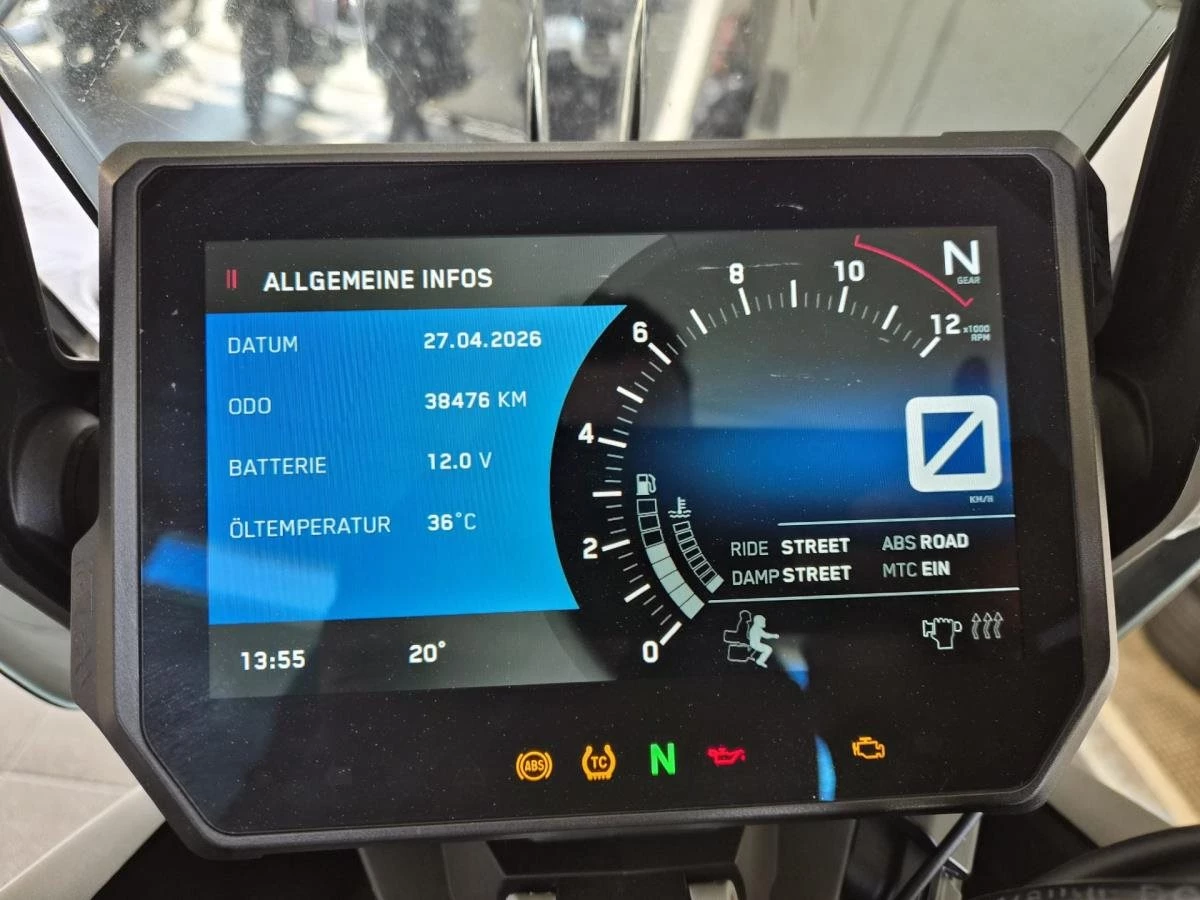 ALLGEMEINE INFOS
DATUM 27.04.2026
ODO 38476 KM
BATTERIE 12.0 V
ÖLTEMPERATUR 36°C
13:55 20°
0
2
4
6
8
10
12 x1000
RPM
N
GEAR
0
KM/H
RIDE STREET ABS ROAD
DAMP STREET MTC EIN
ABS TC N